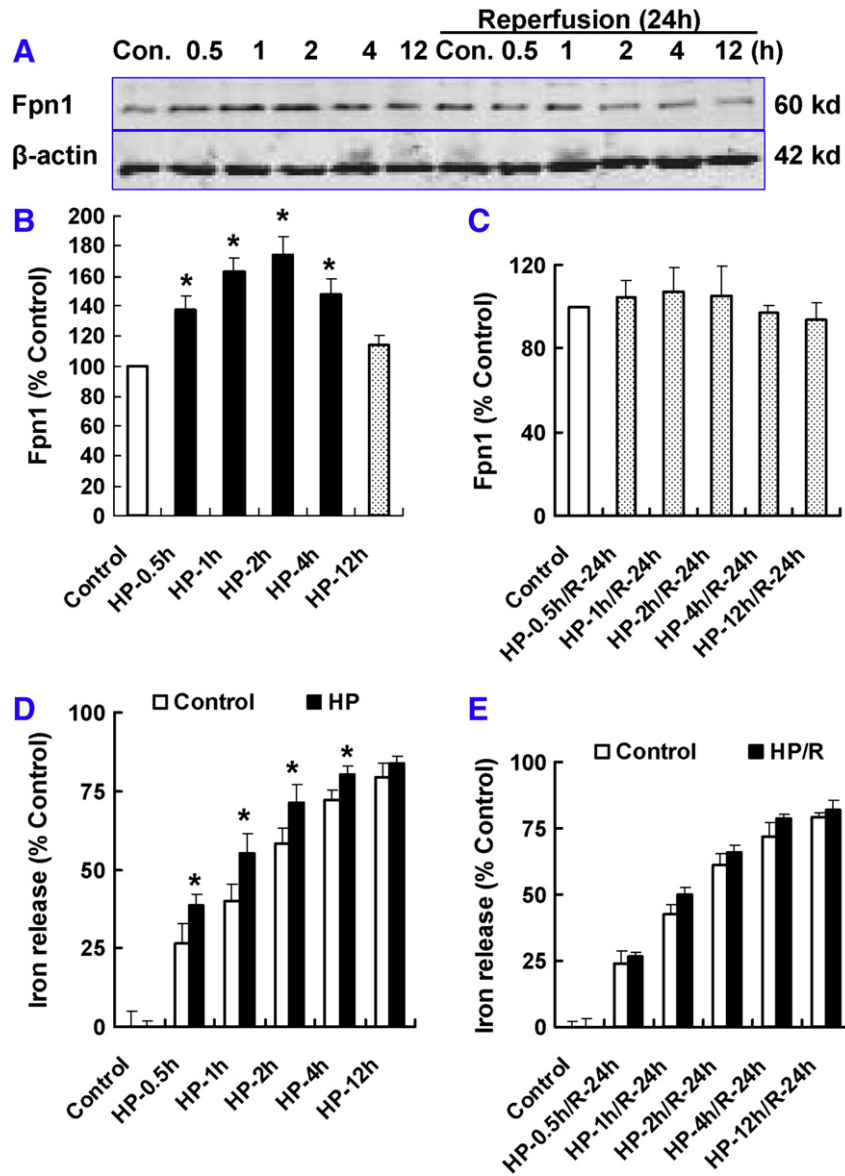 Reperfusion (24h)
A Con. 0.5 1 2 4 12 Con. 0.5 1 2 4 12 (h)
Fpn1 60 kd
β-actin 42 kd
B
Fpn1 (% Control)
200
180
160
140
120
100
80
60
40
20
0
* * * *
Control HP-0.5h HP-1h HP-2h HP-4h HP-12h
C
Fpn1 (% Control)
120
80
40
0
Control HP-0.5h/R-24h HP-1h/R-24h HP-2h/R-24h HP-4h/R-24h HP-12h/R-24h
D
Control HP
Iron release (% Control)
100
75
50
25
0
* * * *
Control HP-0.5h HP-1h HP-2h HP-4h HP-12h
E
Control HP/R
Iron release (% Control)
100
75
50
25
0
Control HP-0.5h/R-24h HP-1h/R-24h HP-2h/R-24h HP-4h/R-24h HP-12h/R-24h